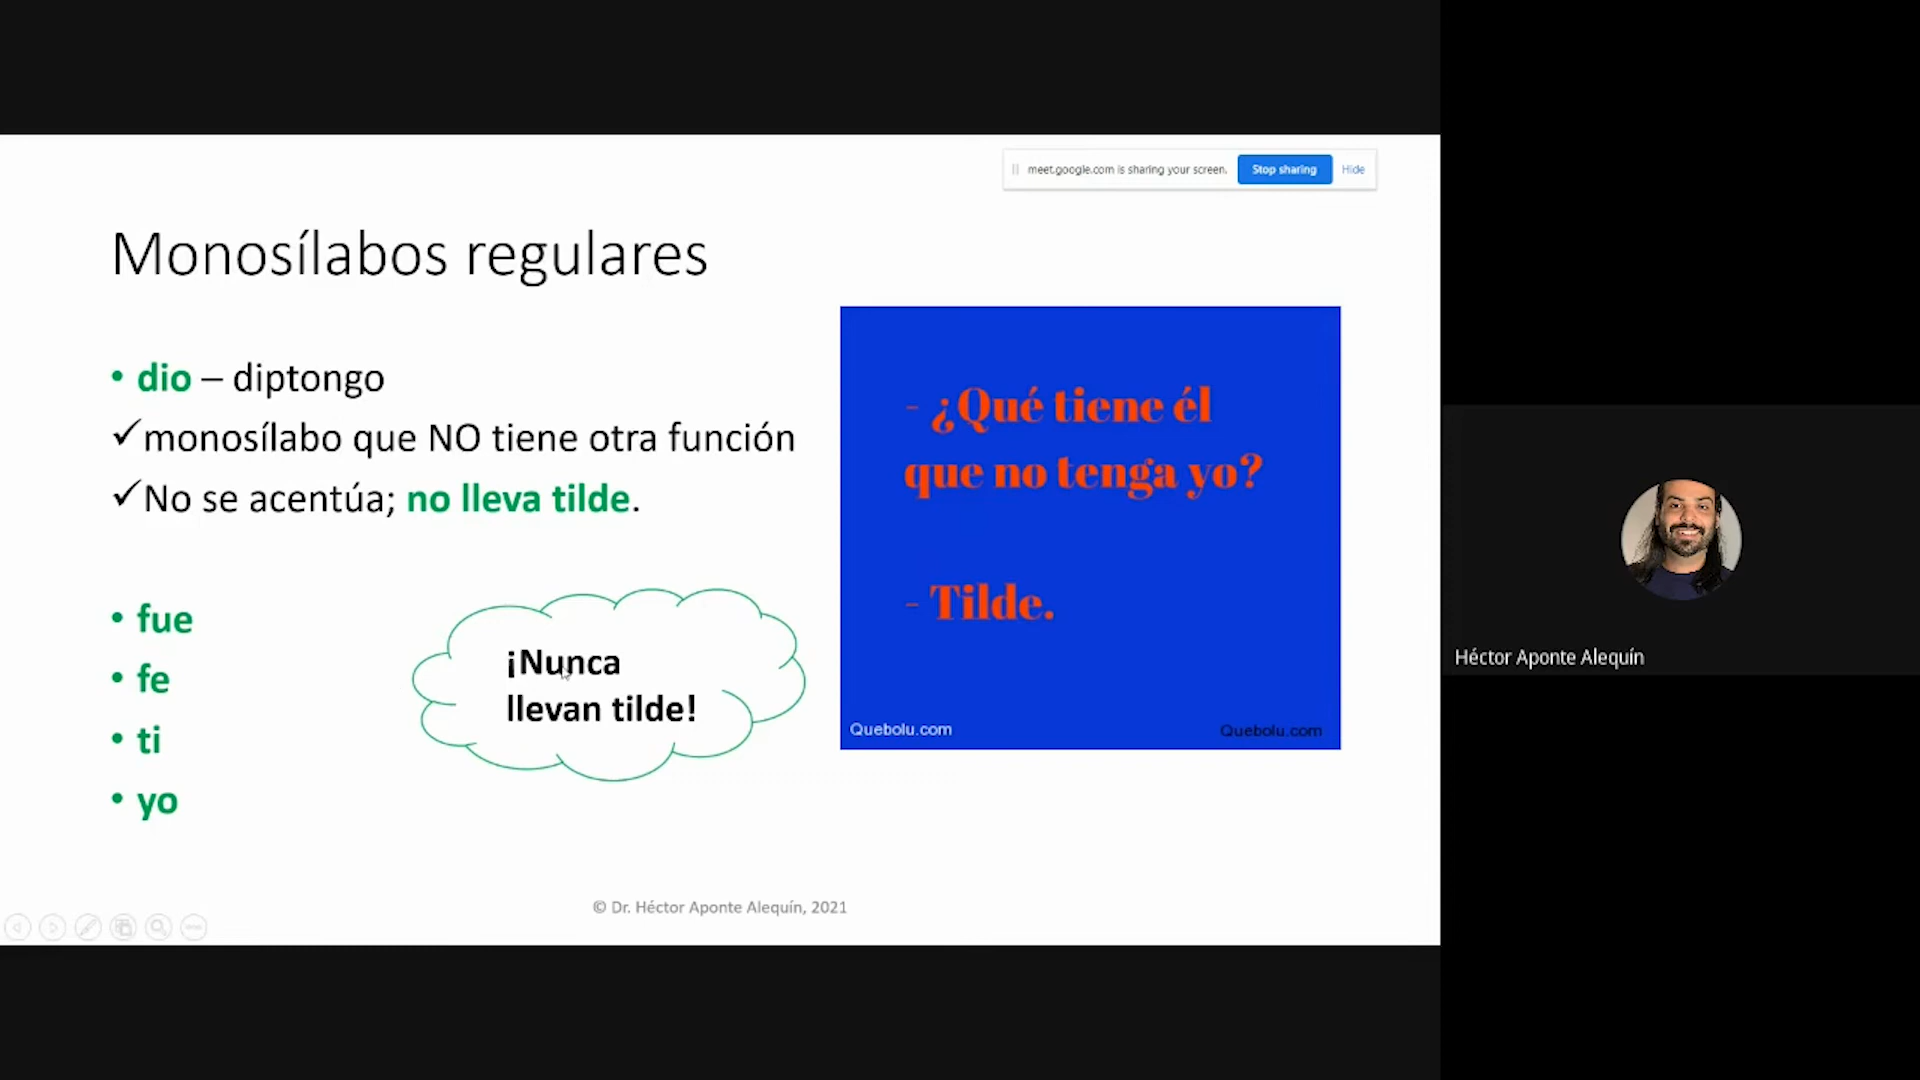 meet.google.com is sharing your screen. Stop sharing Hide
Monosílabos regulares
• dio – diptongo
✓monosílabo que NO tiene otra función
✓No se acentúa; no lleva tilde.
• fue
• fe
• ti
• yo
¡Nunca
llevan tilde!
- ¿Qué tiene él
que no tenga yo?
- Tilde.
Quebolu.com
Quebolu.com
© Dr. Héctor Aponte Alequín, 2021
Héctor Aponte Alequín